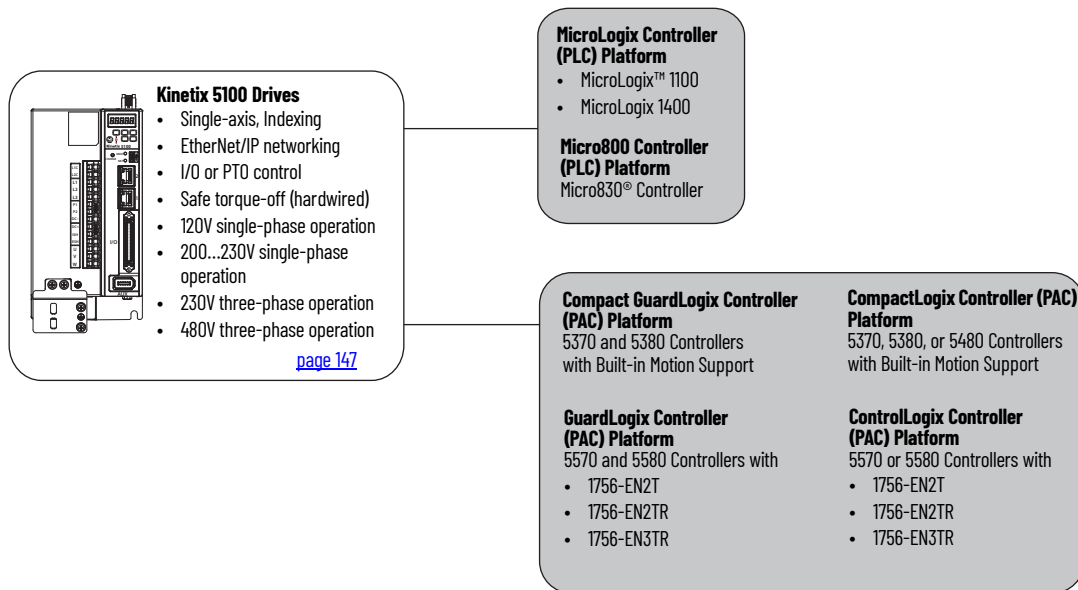 Kinetix 5100 Drives
• Single-axis, Indexing
• EtherNet/IP networking
• I/O or PTO control
• Safe torque-off (hardwired)
• 120V single-phase operation
• 200...230V single-phase
operation
• 230V three-phase operation
• 480V three-phase operation
page 147
MicroLogix Controller
(PLC) Platform
• MicroLogix™ 1100
• MicroLogix 1400
Micro800 Controller
(PLC) Platform
Micro830® Controller
Compact GuardLogix Controller
(PAC) Platform
5370 and 5380 Controllers
with Built-in Motion Support
CompactLogix Controller (PAC)
Platform
5370, 5380, or 5480 Controllers
with Built-in Motion Support
GuardLogix Controller
(PAC) Platform
5570 and 5580 Controllers with
• 1756-EN2T
• 1756-EN2TR
• 1756-EN3TR
ControlLogix Controller
(PAC) Platform
5570 or 5580 Controllers with
• 1756-EN2T
• 1756-EN2TR
• 1756-EN3TR
I/O